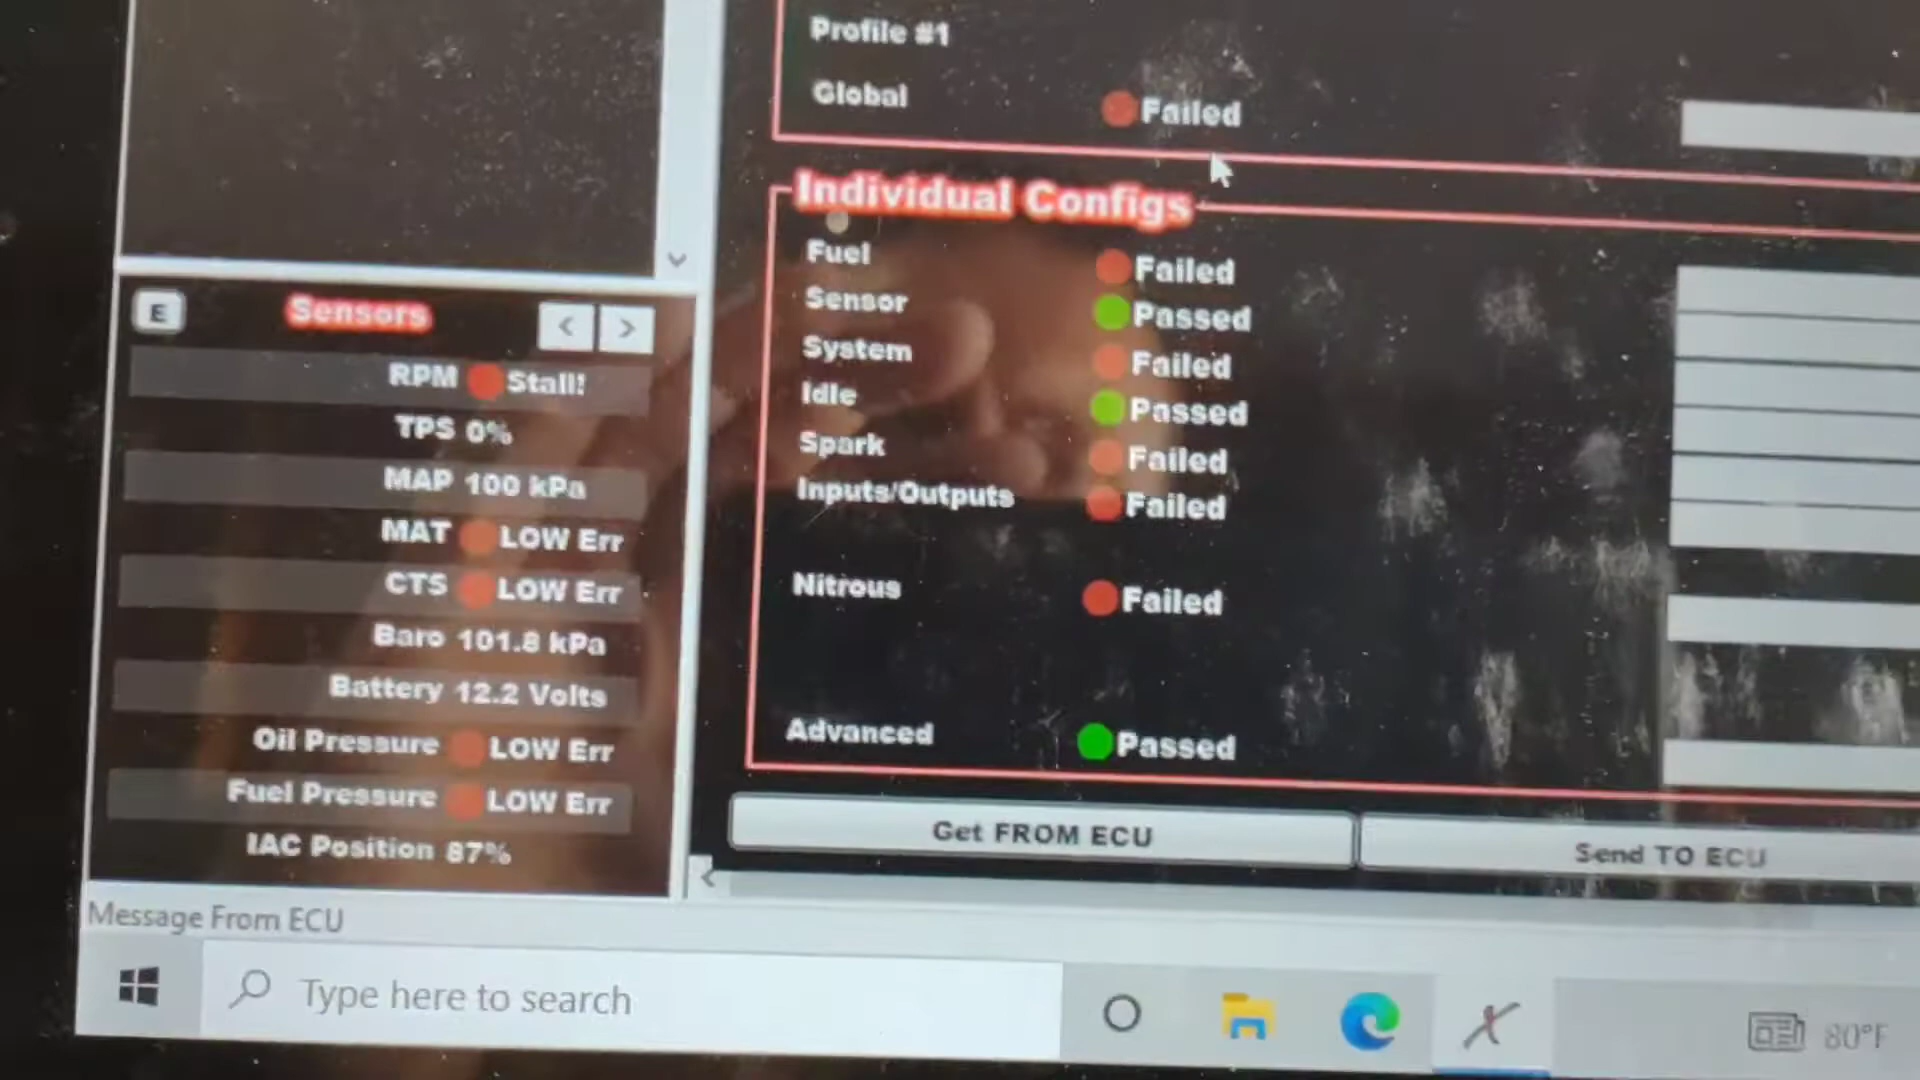 Profile #1
Global Failed
Individual Configs
Fuel Failed
Sensor Passed
System Failed
Idle Passed
Spark Failed
Inputs/Outputs Failed
Nitrous Failed
Advanced Passed
Get FROM ECU
Send TO ECU
E Sensors < >
RPM Stall!
TPS 0%
MAP 100 kPa
MAT LOW Err
CTS LOW Err
Baro 101.8 kPa
Battery 12.2 Volts
Oil Pressure LOW Err
Fuel Pressure LOW Err
IAC Position 87%
Message From ECU
Type here to search
80°F